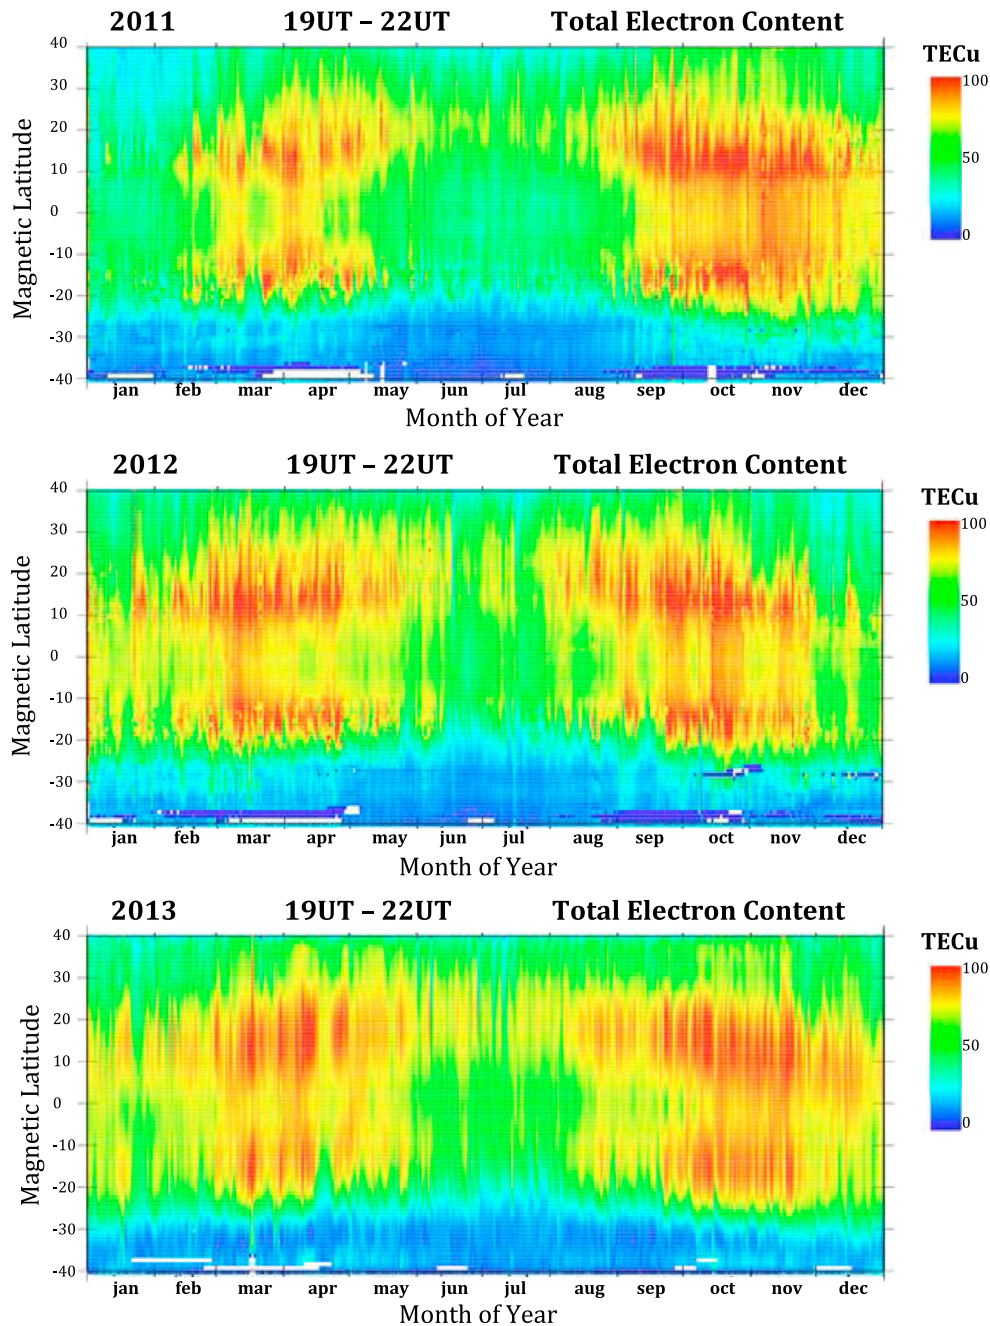 2011 19UT – 22UT Total Electron Content
TECu
100
50
0
Magnetic Latitude
40
30
20
10
0
-10
-20
-30
-40
jan feb mar apr may jun jul aug sep oct nov dec
Month of Year
2012 19UT – 22UT Total Electron Content
TECu
100
50
0
Magnetic Latitude
40
30
20
10
0
-10
-20
-30
-40
jan feb mar apr may jun jul aug sep oct nov dec
Month of Year
2013 19UT – 22UT Total Electron Content
TECu
100
50
0
Magnetic Latitude
40
30
20
10
0
-10
-20
-30
-40
jan feb mar apr may jun jul aug sep oct nov dec
Month of Year